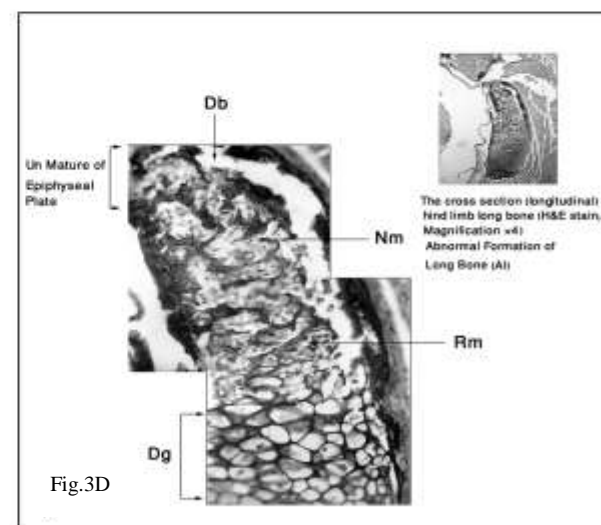 Db
Un Mature of
Epiphyseal
Plate
The cross section (longitudinal)
Nnd limb long bone (H&E stain,
Magnification ×4)
Abnormal Formation of
Long Bone (Al)
Nm
Rm
Dg
Fig.3D